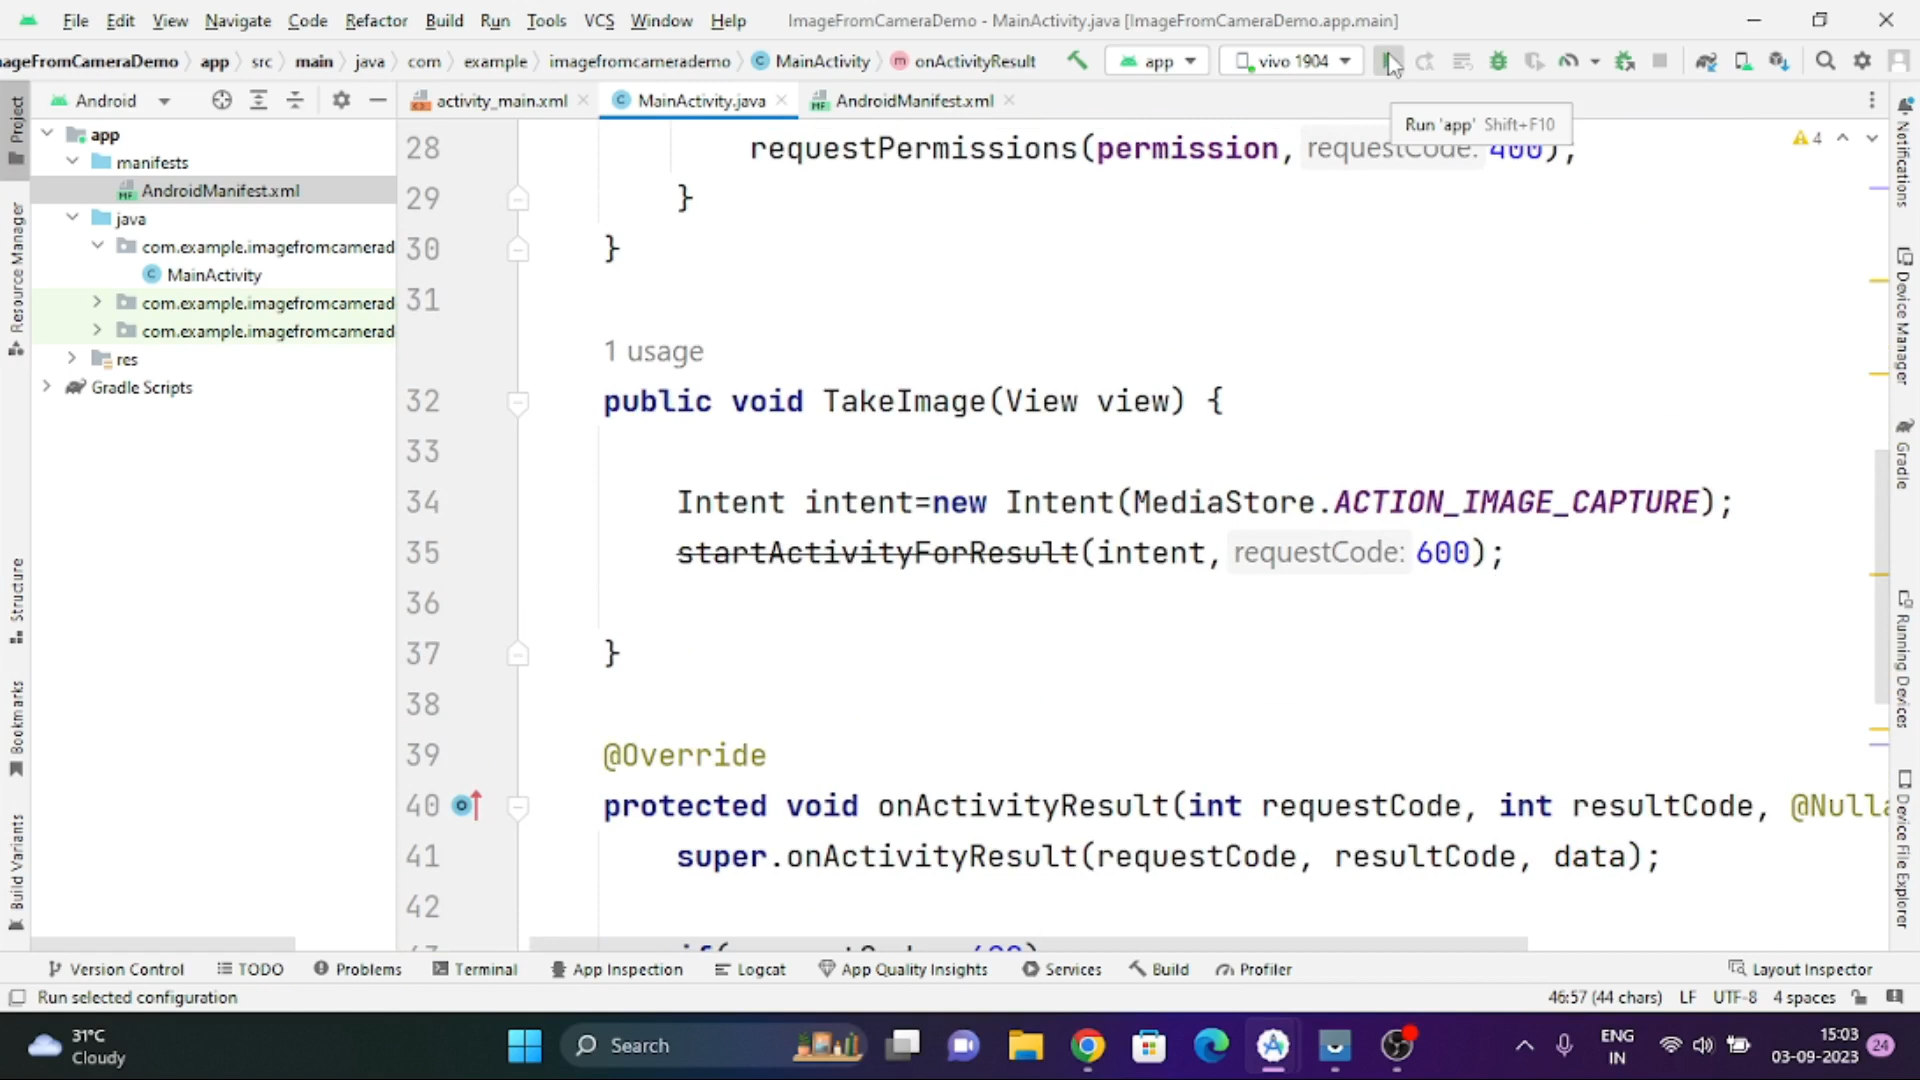 File Edit View Navigate Code Refactor Build Run Tools VCS Window Help ImageFromCameraDemo - MainActivity.java [ImageFromCameraDemo.app.main]
ageFromCameraDemo app src main java com example imagefromcamerademo MainActivity onActivityResult app vivo 1904
Android activity_main.xml MainActivity.java AndroidManifest.xml
Run 'app' Shift+F10
4
Project
Resource Manager
Structure
Bookmarks
Build Variants
app
manifests
AndroidManifest.xml
java
com.example.imagefromcamerad
MainActivity
com.example.imagefromcamerad
com.example.imagefromcamerad
res
Gradle Scripts
28 requestPermissions(permission, requestCode: 400);
29 }
30 }
31
1 usage
32 public void TakeImage(View view) {
33
34 Intent intent=new Intent(MediaStore.ACTION_IMAGE_CAPTURE);
35 startActivityForResult(intent, requestCode: 600);
36
37 }
38
39 @Override
40 protected void onActivityResult(int requestCode, int resultCode, @Nulla
41 super.onActivityResult(requestCode, resultCode, data);
42
Notifications
Device Manager
Gradle
Running Devices
Device File Explorer
Version Control TODO Problems Terminal App Inspection Logcat App Quality Insights Services Build Profiler Layout Inspector
Run selected configuration 46:57 (44 chars) LF UTF-8 4 spaces
31°C
Cloudy
Search
ENG
IN
15:03
03-09-2023
24